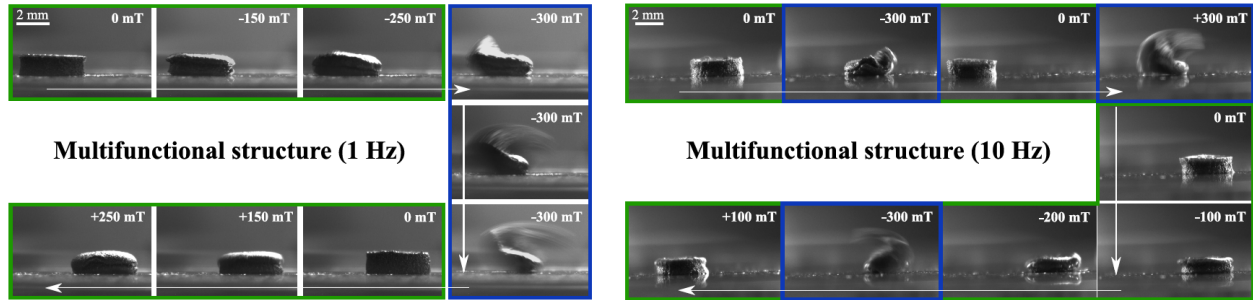 2 mm
0 mT
-150 mT
-250 mT
-300 mT
-300 mT
Multifunctional structure (1 Hz)
+250 mT
+150 mT
0 mT
-300 mT
2 mm
0 mT
-300 mT
0 mT
+300 mT
0 mT
Multifunctional structure (10 Hz)
+100 mT
-300 mT
-200 mT
-100 mT